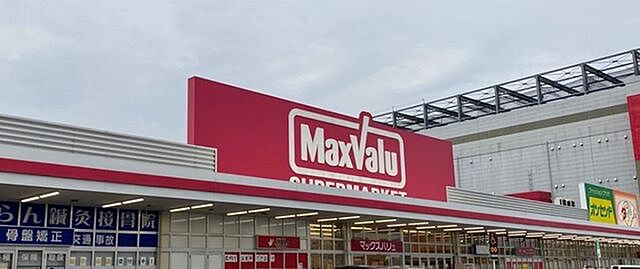 MaxValu
SUPERMARKET
らん鍼灸接骨院
骨盤矯正
交通事故
マックスバリュ
オンセンド